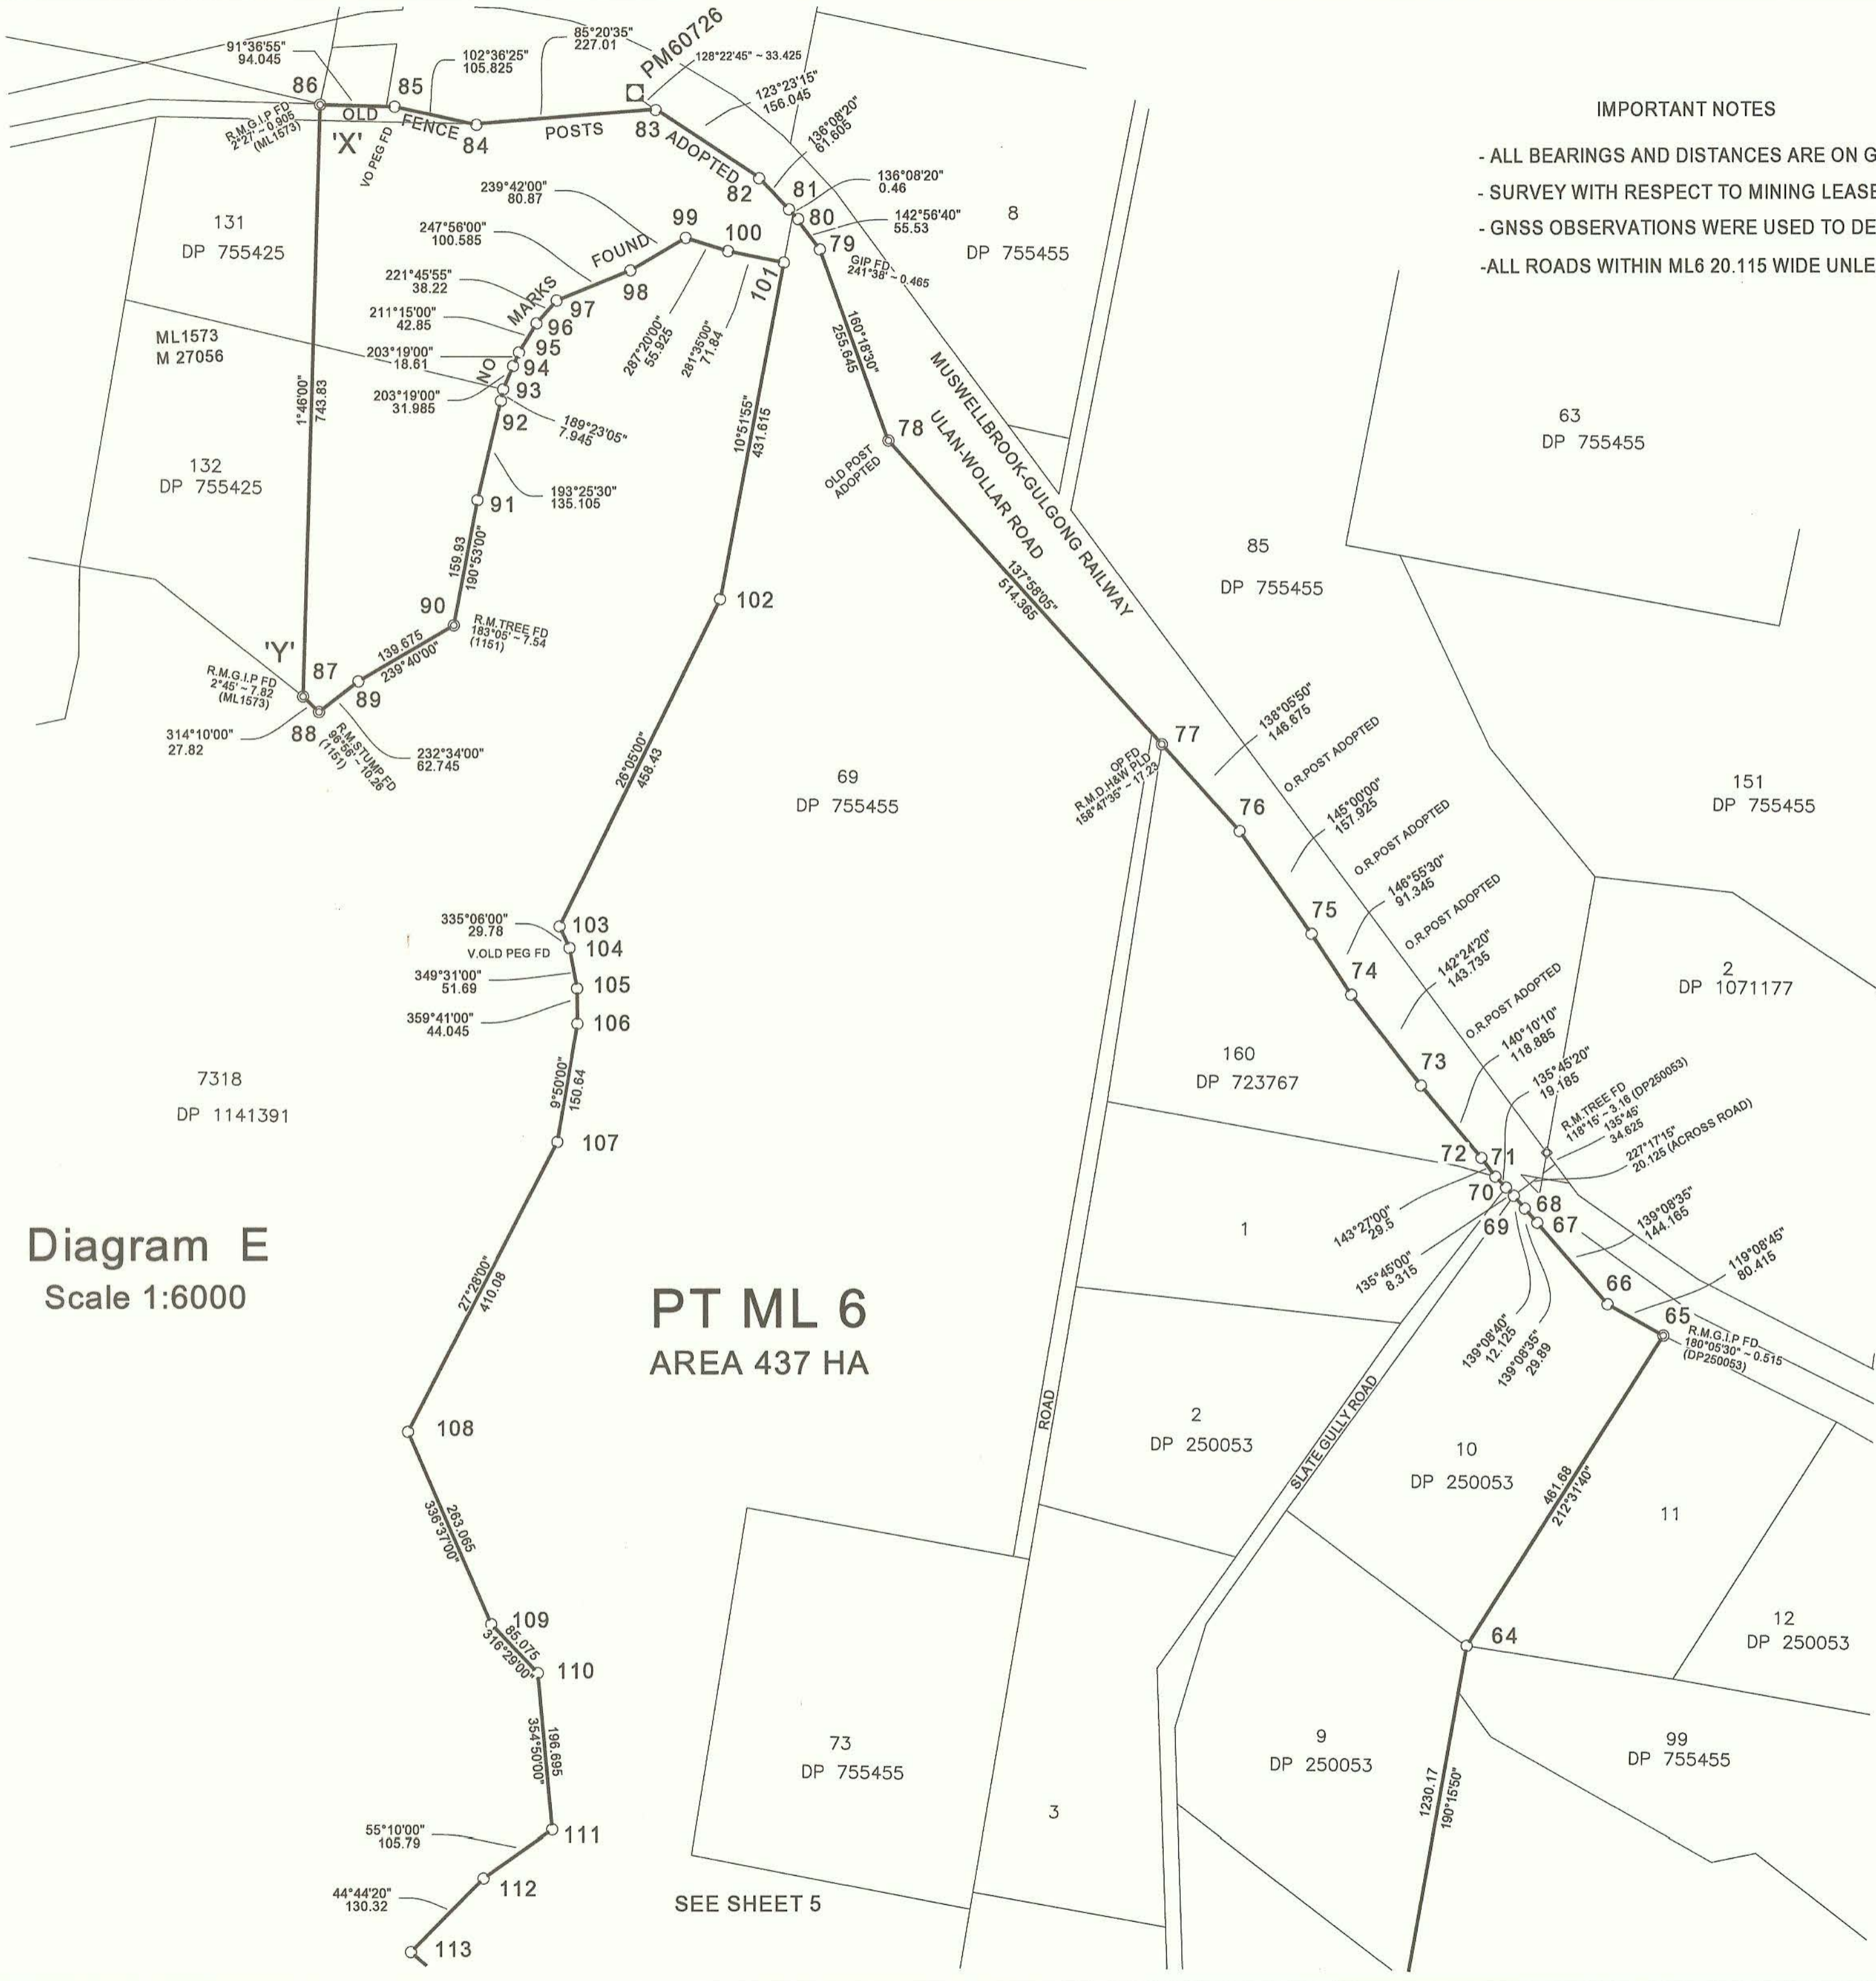 IMPORTANT NOTES
- ALL BEARINGS AND DISTANCES ARE ON G
- SURVEY WITH RESPECT TO MINING LEASE
- GNSS OBSERVATIONS WERE USED TO DE
-ALL ROADS WITHIN ML6 20.115 WIDE UNLE
PM60726
128°22'45" ~ 33.425
91°36'55"
94.045
102°36'25"
105.825
85°20'35"
227.01
123°23'15"
156.045
136°08'20"
61.605
136°08'20"
0.46
142°56'40"
55.53
86
85
84
83
82
81
80
79
OLD
FENCE
POSTS
ADOPTED
R.M.G.I.P FD
2°27' ~ 0.905
(ML1573)
'X'
VO PEG FD
GIP FD
241°38' ~ 0.465
8
DP 755455
131
DP 755425
ML1573
M 27056
132
DP 755425
1°46'00"
743.83
239°42'00"
80.87
247°56'00"
100.585
221°45'55"
38.22
211°15'00"
42.85
203°19'00"
18.61
203°19'00"
31.985
189°23'05"
7.945
193°25'30"
135.105
159.93
190°53'00"
NO
MARKS
FOUND
99
100
101
98
97
96
95
94
93
92
91
90
287°20'00"
55.925
281°35'00"
71.84
10°51'55"
431.615
160°18'30"
255.645
78
OLD POST
ADOPTED
MUSWELLBROOK-GULGONG RAILWAY
ULAN-WOLLAR ROAD
137°58'05"
514.365
63
DP 755455
85
DP 755455
R.M.TREE FD
183°05' ~ 7.54
(1151)
139.675
239°40'00"
'Y'
87
R.M.G.I.P FD
2°45' ~ 7.82
(ML1573)
89
88
314°10'00"
27.82
R.M.STUMP FD
96°56' ~ 10.26
(1151)
232°34'00"
62.745
102
26°05'00"
458.43
69
DP 755455
77
OP FD
R.M.D.H&W PLD
158°47'35" ~ 17.23
138°05'50"
146.675
O.R.POST ADOPTED
76
145°00'00"
157.925
O.R.POST ADOPTED
75
146°55'30"
91.345
O.R.POST ADOPTED
74
142°24'20"
143.735
O.R.POST ADOPTED
73
140°10'10"
118.885
151
DP 755455
2
DP 1071177
335°06'00"
29.78
103
104
V.OLD PEG FD
349°31'00"
51.69
105
359°41'00"
44.045
106
9°50'00"
150.64
107
7318
DP 1141391
160
DP 723767
135°45'20"
19.185
R.M.TREE FD
118°15' ~ 3.16 (DP250053)
135°45'
34.625
227°17'15"
20.125 (ACROSS ROAD)
72
71
70
69
68
67
143°27'00"
29.5
135°45'00"
8.315
139°08'40"
12.125
139°08'35"
29.89
139°08'35"
144.165
119°08'45"
80.415
66
65
R.M.G.I.P FD
180°05'30" ~ 0.515
(DP250053)
1
Diagram E
Scale 1:6000
PT ML 6
AREA 437 HA
27°28'00"
410.08
108
ROAD
SLATE GULLY ROAD
2
DP 250053
10
DP 250053
461.68
212°31'40"
11
12
DP 250053
64
263.065
336°37'00"
109
85.075
316°29'00"
110
196.695
354°50'00"
111
55°10'00"
105.79
112
44°44'20"
130.32
113
73
DP 755455
3
9
DP 250053
99
DP 755455
1230.17
190°15'50"
SEE SHEET 5